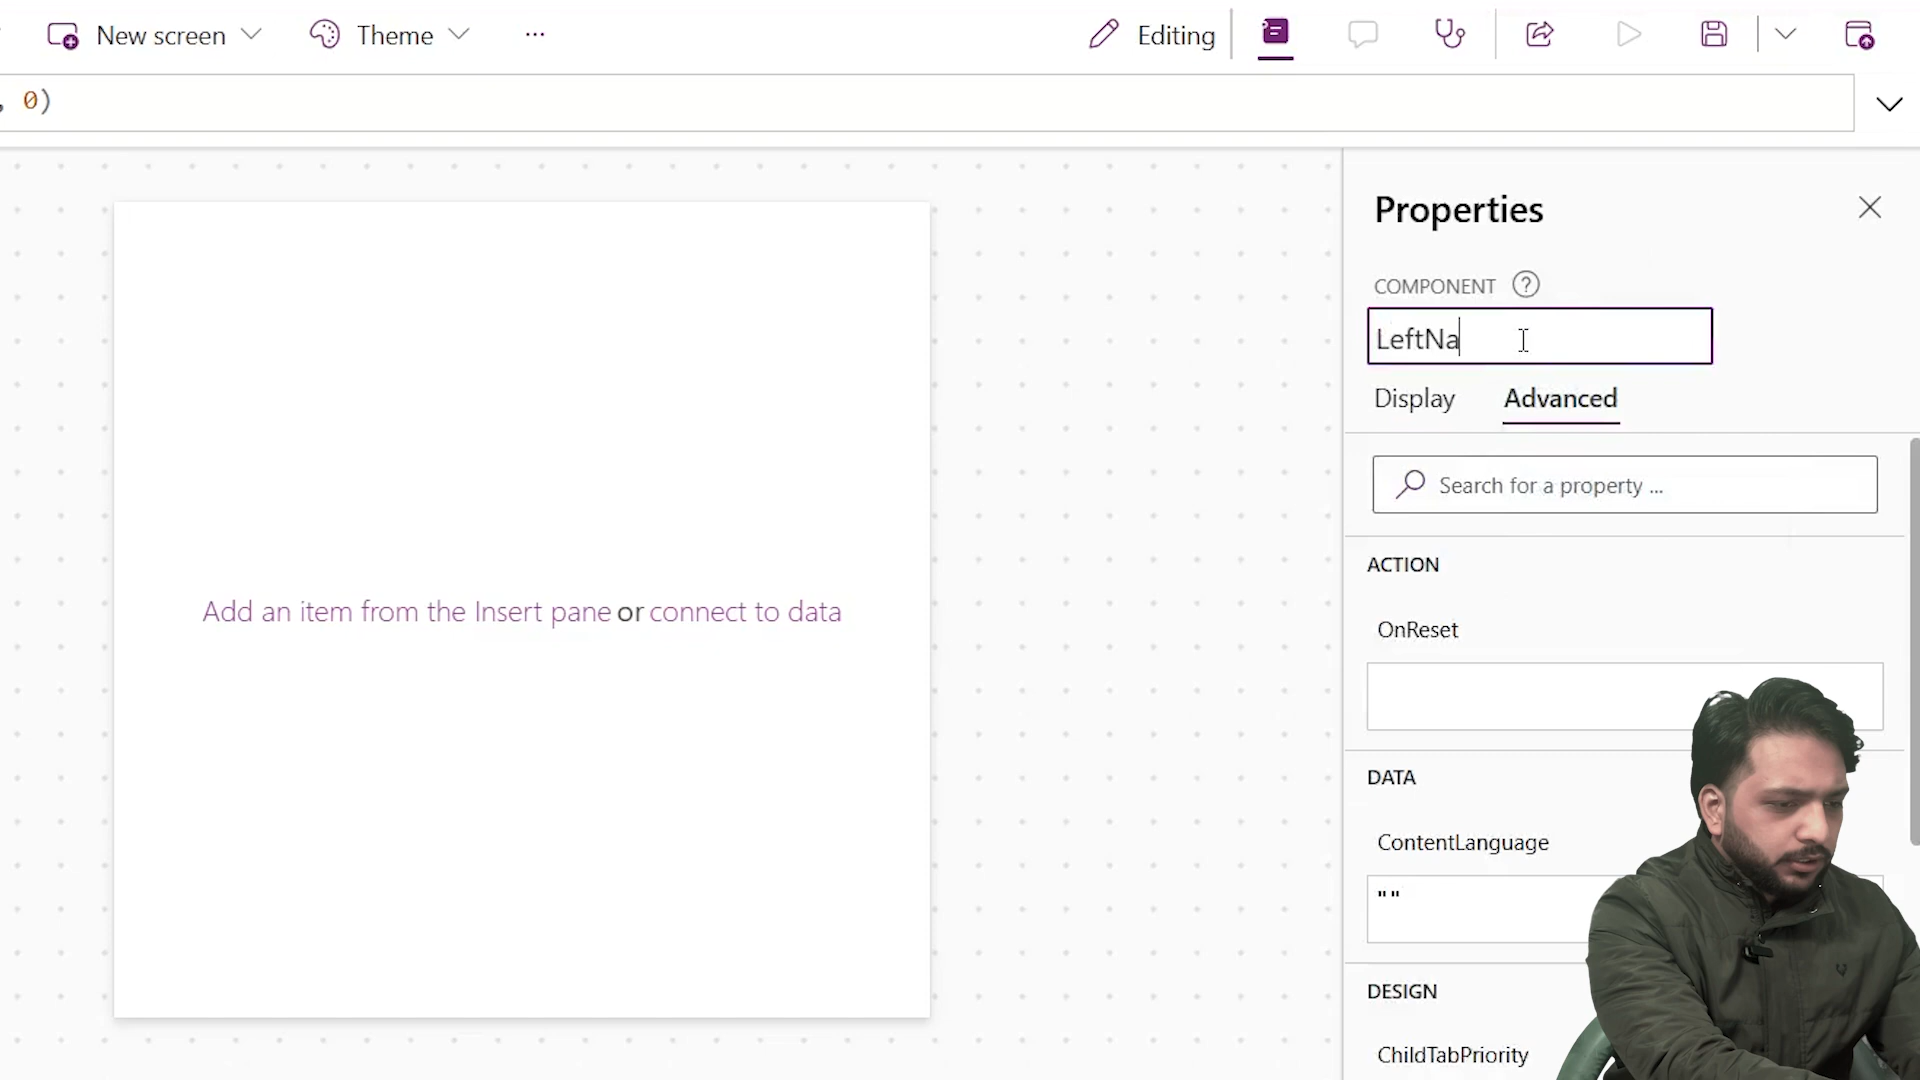 New screen
Theme
...
Editing
, 0)
Properties
COMPONENT ?
LeftNa
Display
Advanced
Search for a property ...
ACTION
OnReset
DATA
ContentLanguage
""
DESIGN
ChildTabPriority
Add an item from the Insert pane or connect to data